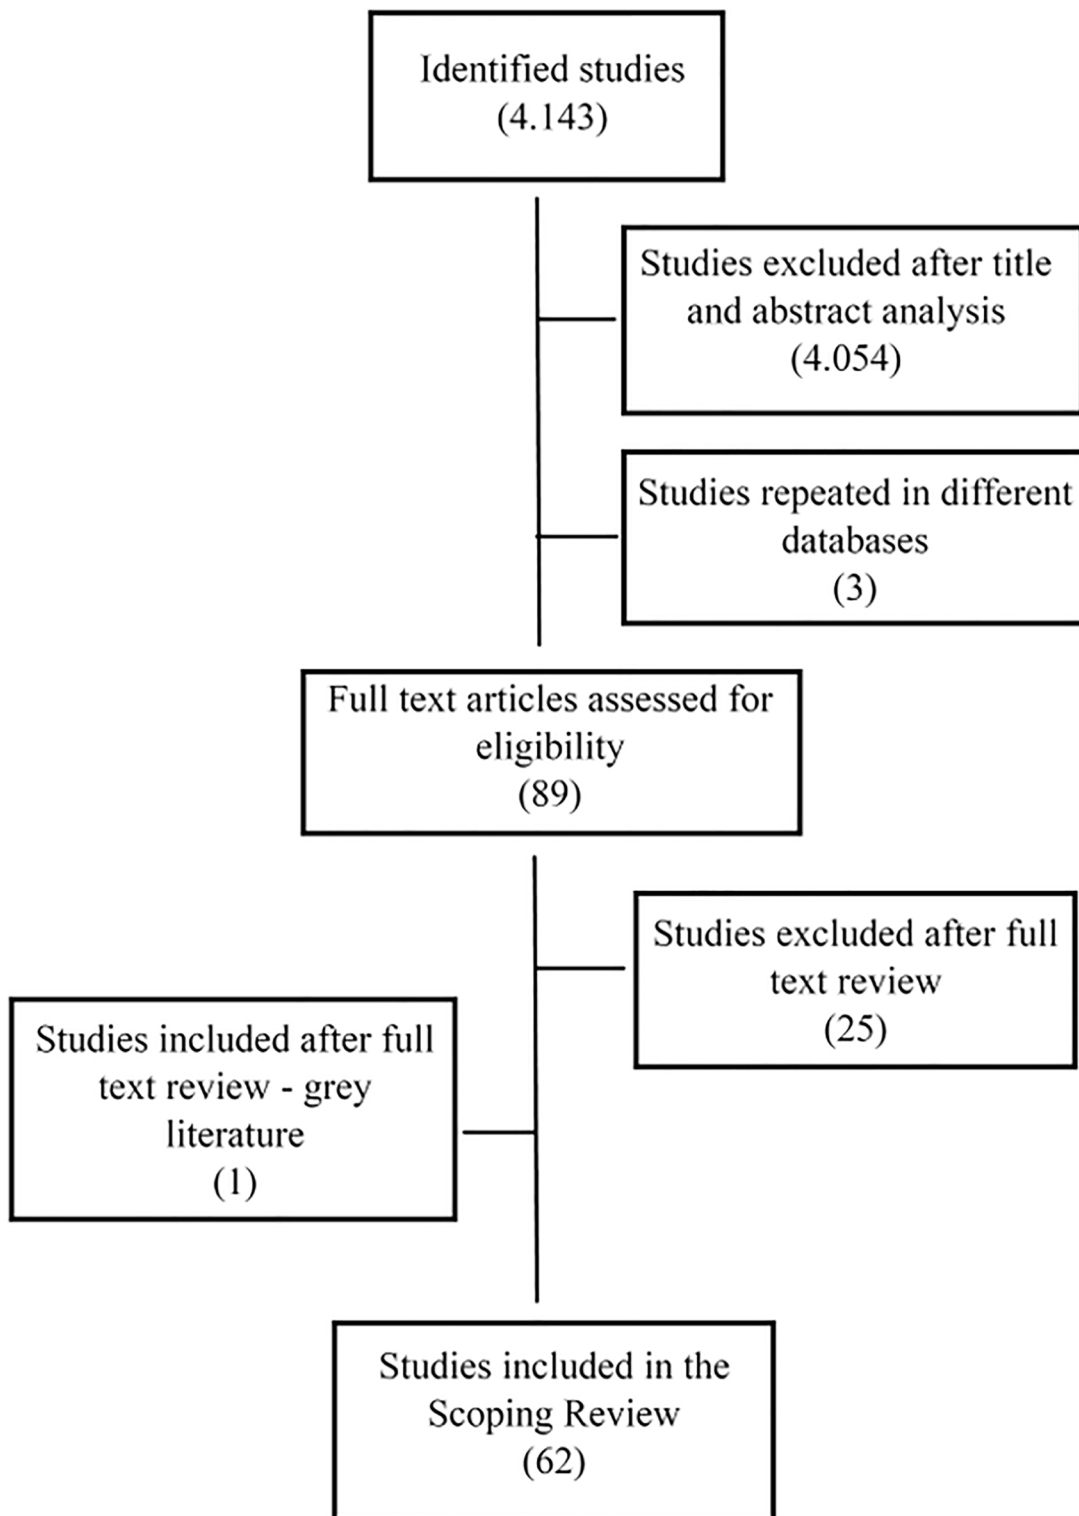 Identified studies
(4.143)
Studies excluded after title
and abstract analysis
(4.054)
Studies repeated in different
databases
(3)
Full text articles assessed for
eligibility
(89)
Studies excluded after full
text review
(25)
Studies included after full
text review - grey
literature
(1)
Studies included in the
Scoping Review
(62)